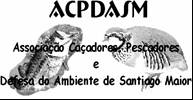 ACPDASM
Associação Caçadores, Pescadores
e
Defesa do Ambiente de Santiago Maior